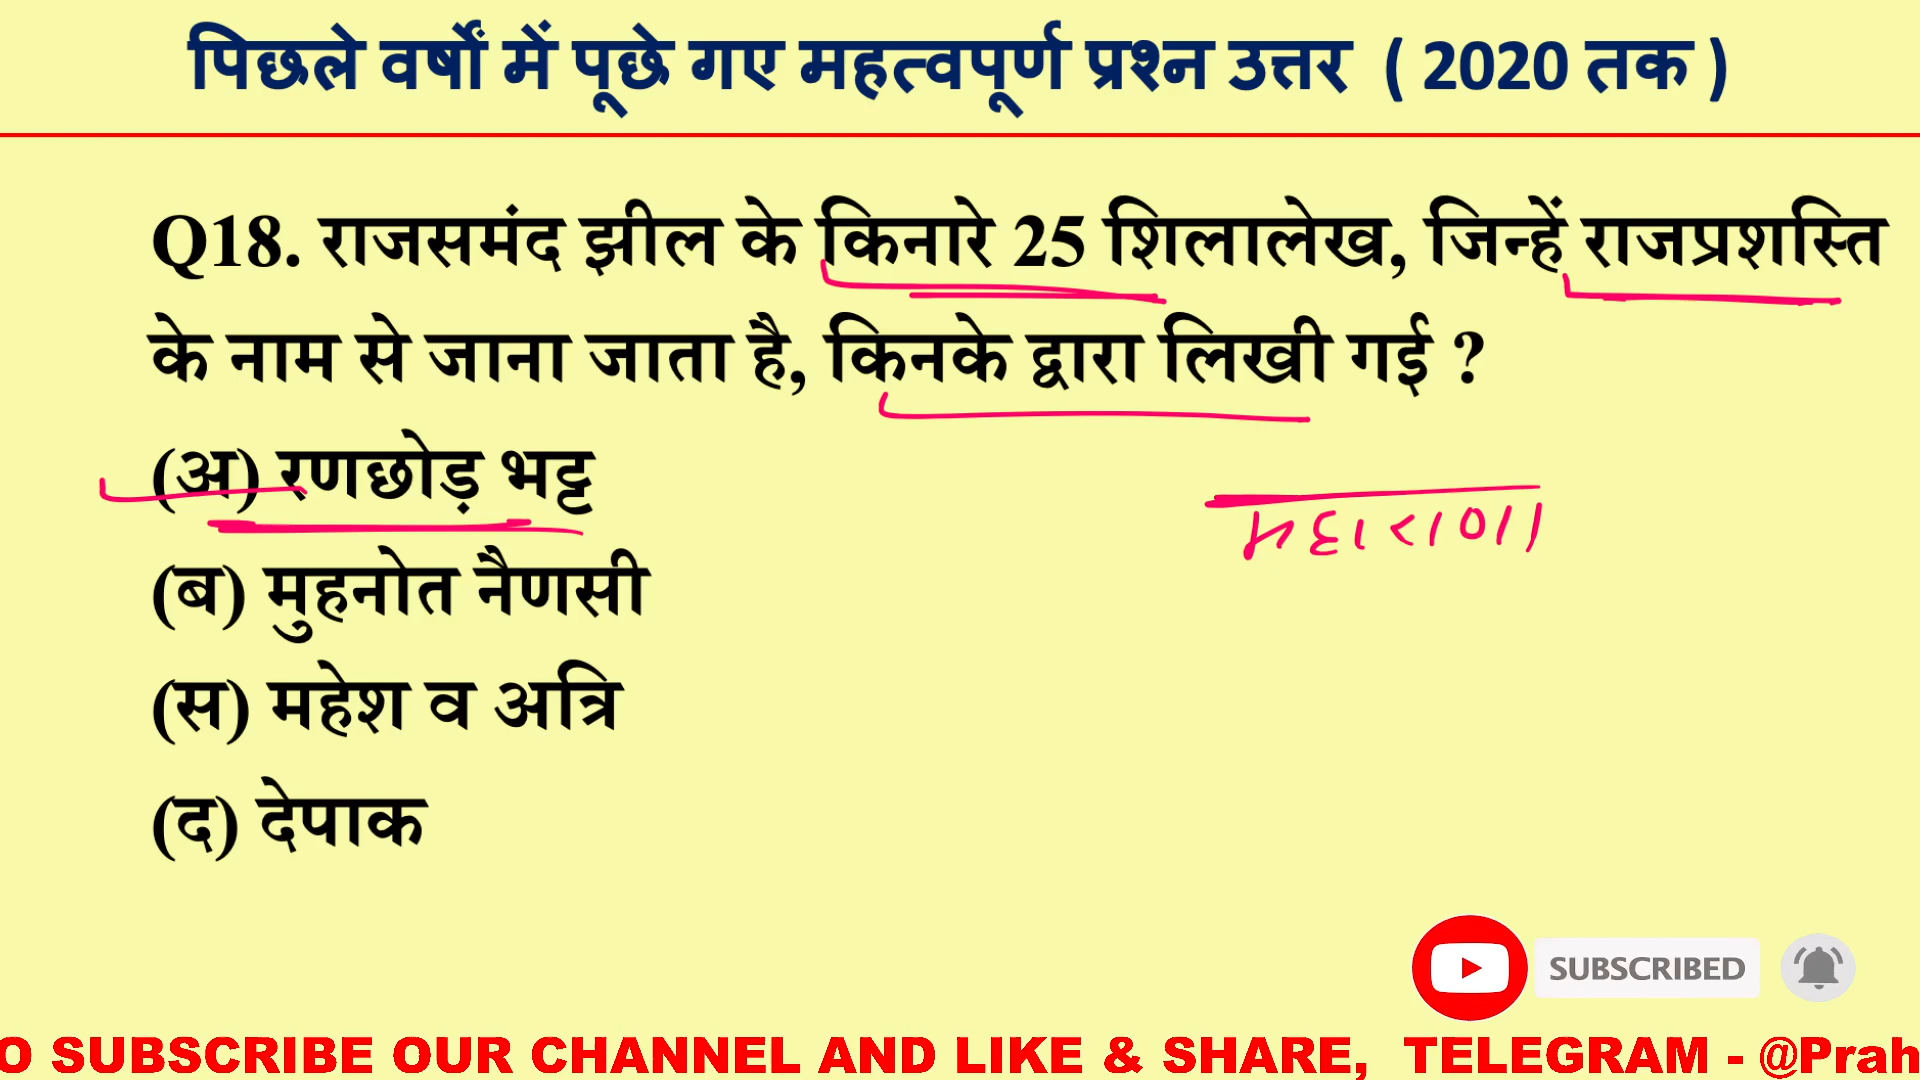 पिछले वर्षों में पूछे गए महत्वपूर्ण प्रश्न उत्तर ( 2020 तक )
Q18. राजसमंद झील के किनारे 25 शिलालेख, जिन्हें राजप्रशस्ति
के नाम से जाना जाता है, किनके द्वारा लिखी गई ?
(अ) रणछोड़ भट्ट
महाराणा
(ब) मुहनोत नैणसी
(स) महेश व अत्रि
(द) देपाक
SUBSCRIBED
O SUBSCRIBE OUR CHANNEL AND LIKE & SHARE, TELEGRAM - @Prah